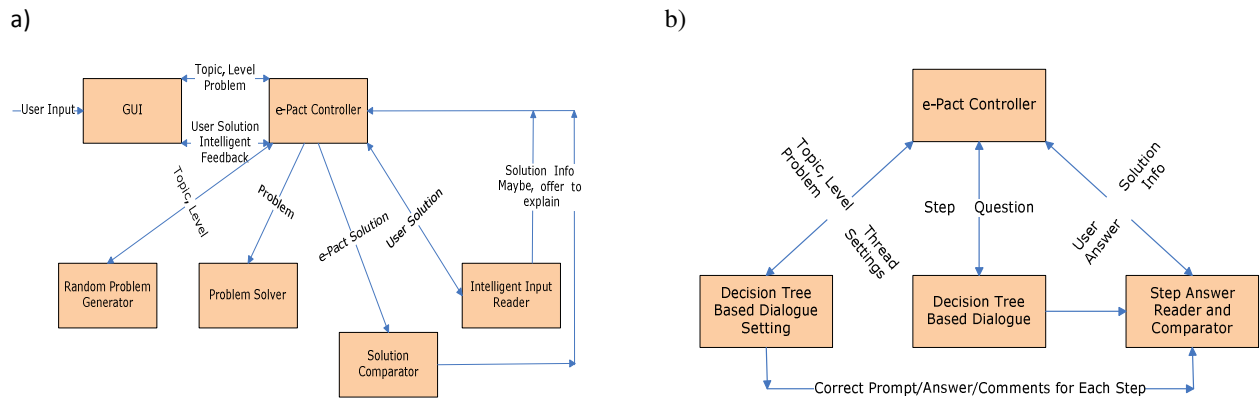 a)
User Input
GUI
Topic, Level
Problem
User Solution
Intelligent
Feedback
e-Pact Controller
Topic, Level
Problem
e-Pact Solution
User Solution
Solution Info
Maybe, offer to
explain
Random Problem
Generator
Problem Solver
Intelligent Input
Reader
Solution
Comparator
b)
e-Pact Controller
Topic, Level
Problem
Thread
Settings
Step Question
Solution
Info
User
Answer
Decision Tree
Based Dialogue
Setting
Decision Tree
Based Dialogue
Step Answer
Reader and
Comparator
Correct Prompt/Answer/Comments for Each Step